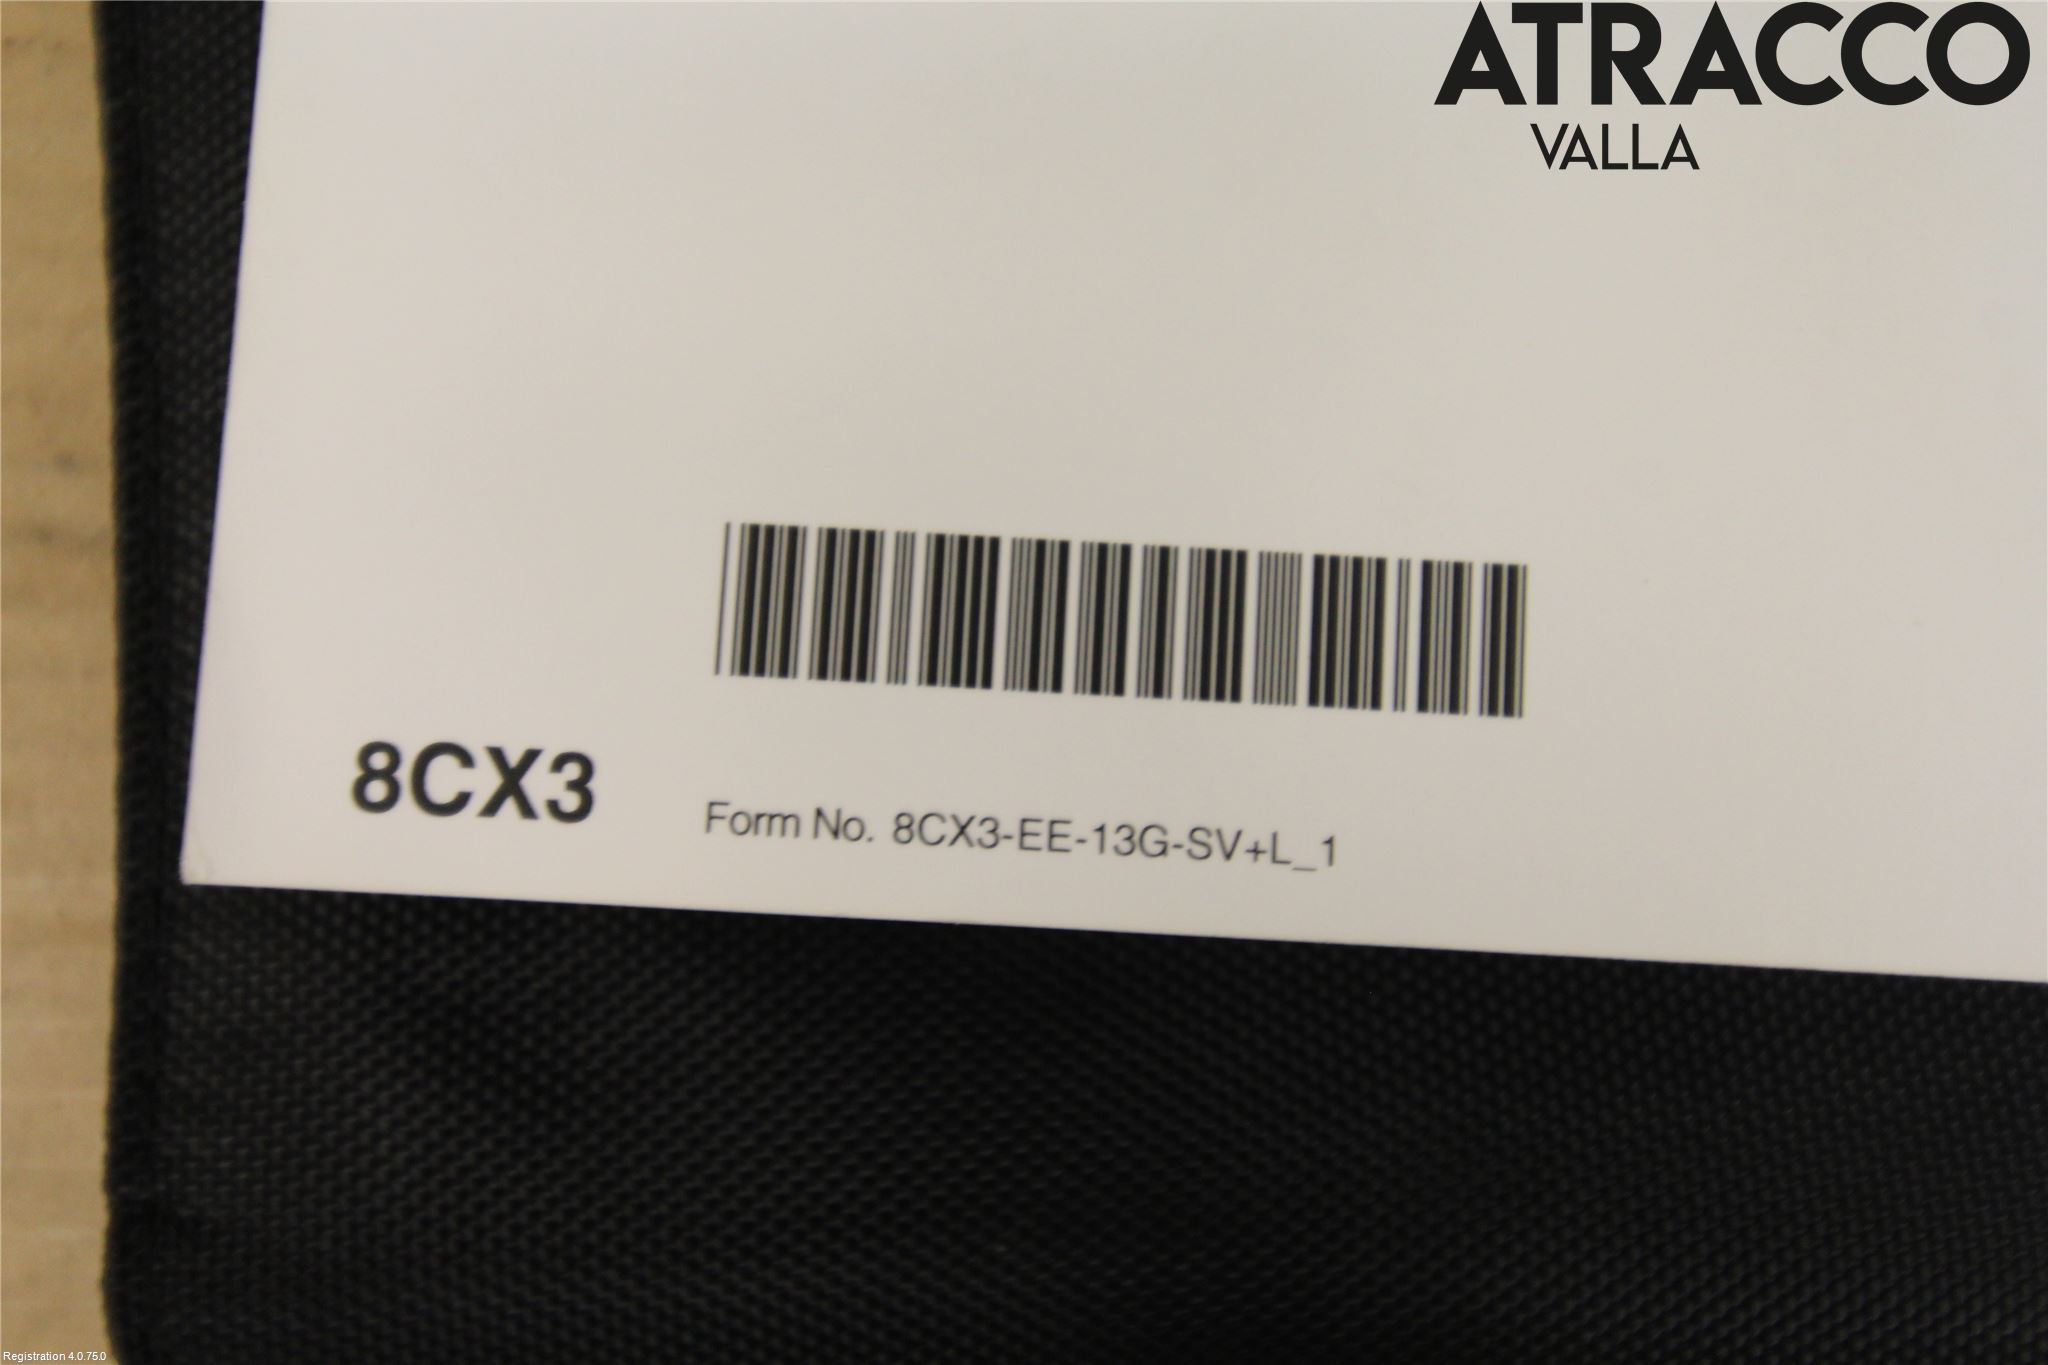 ATRACCO
VALLA
8CX3
Form No. 8CX3-EE-13G-SV+L_1
Registration 4.0.75.0